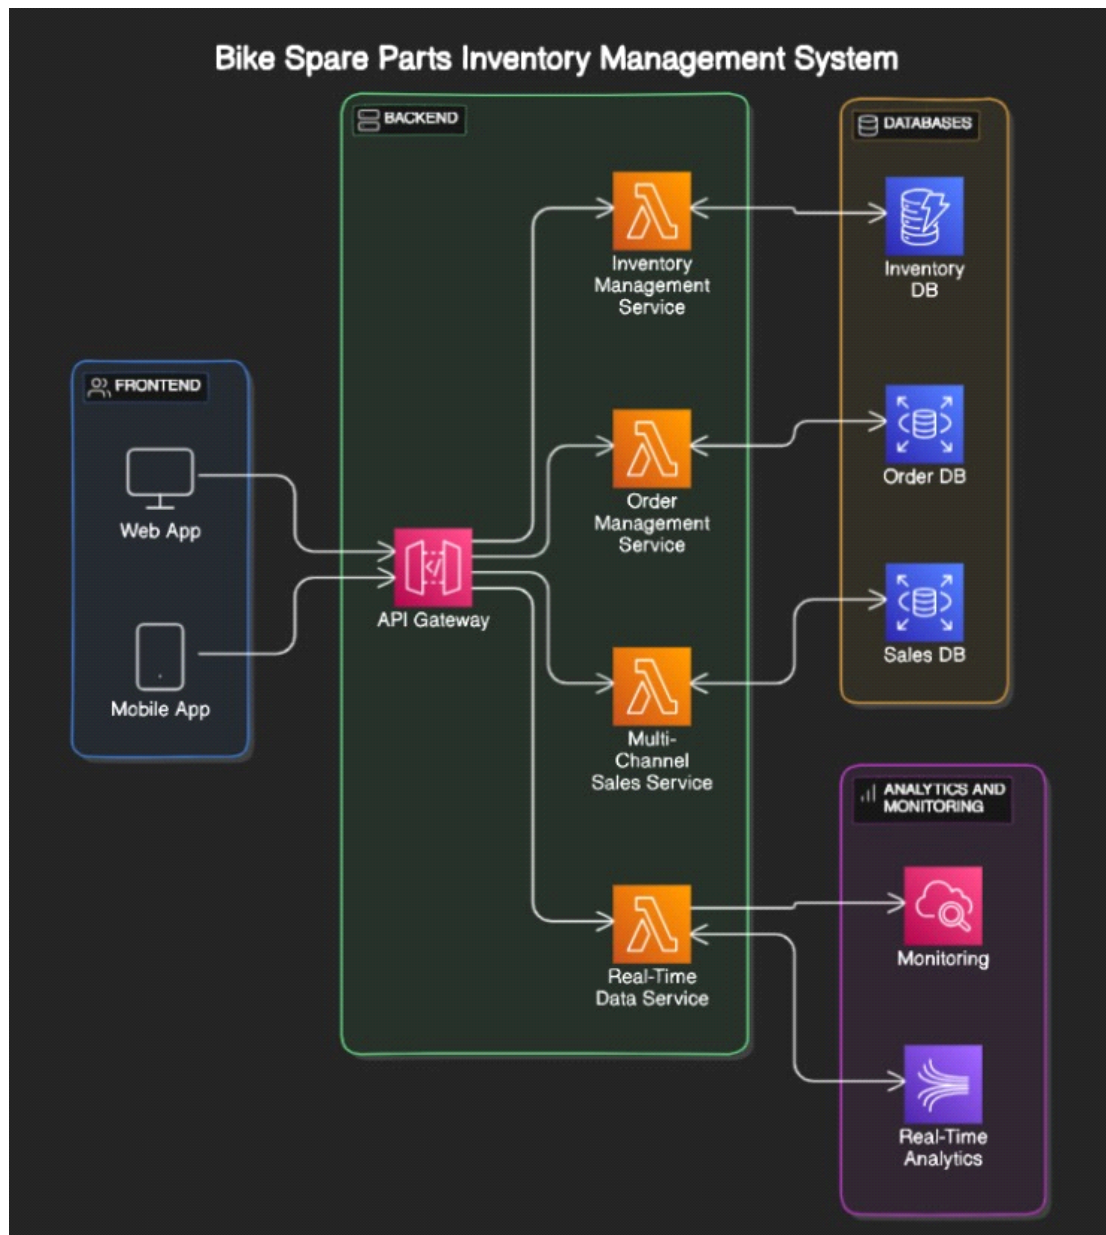 Bike Spare Parts Inventory Management System
BACKEND
DATABASES
Inventory
Management
Service
Inventory
DB
FRONTEND
Web App
Mobile App
API Gateway
Order
Management
Service
Order DB
Multi-
Channel
Sales Service
Sales DB
ANALYTICS AND
MONITORING
Real-Time
Data Service
Monitoring
Real-Time
Analytics